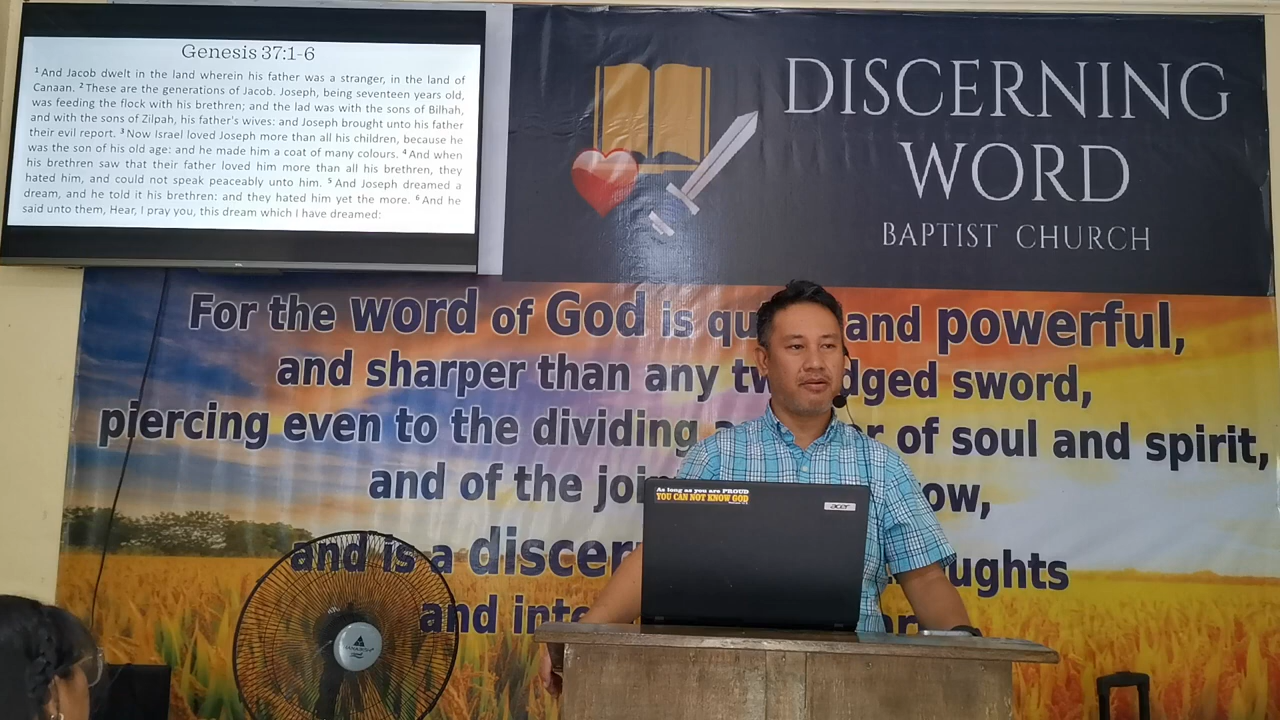 Genesis 37:1-6
1 And Jacob dwelt in the land wherein his father was a stranger, in the land of
Canaan. 2 These are the generations of Jacob. Joseph, being seventeen years old,
was feeding the flock with his brethren; and the lad was with the sons of Bilhah,
and with the sons of Zilpah, his father's wives: and Joseph brought unto his father
their evil report. 3 Now Israel loved Joseph more than all his children, because he
was the son of his old age: and he made him a coat of many colours. 4 And when
his brethren saw that their father loved him more than all his brethren, they
hated him, and could not speak peaceably unto him. 5 And Joseph dreamed a
dream, and he told it his brethren: and they hated him yet the more. 6 And he
said unto them, Hear, I pray you, this dream which I have dreamed:
DISCERNING
WORD
BAPTIST CHURCH
For the word of God is qu and powerful,
and sharper than any tw dged sword,
piercing even to the dividing a r of soul and spirit,
and of the joi ow,
and is a discer ughts
and inte ar
As long as you are PROUD
YOU CAN NOT KNOW GOD
acer